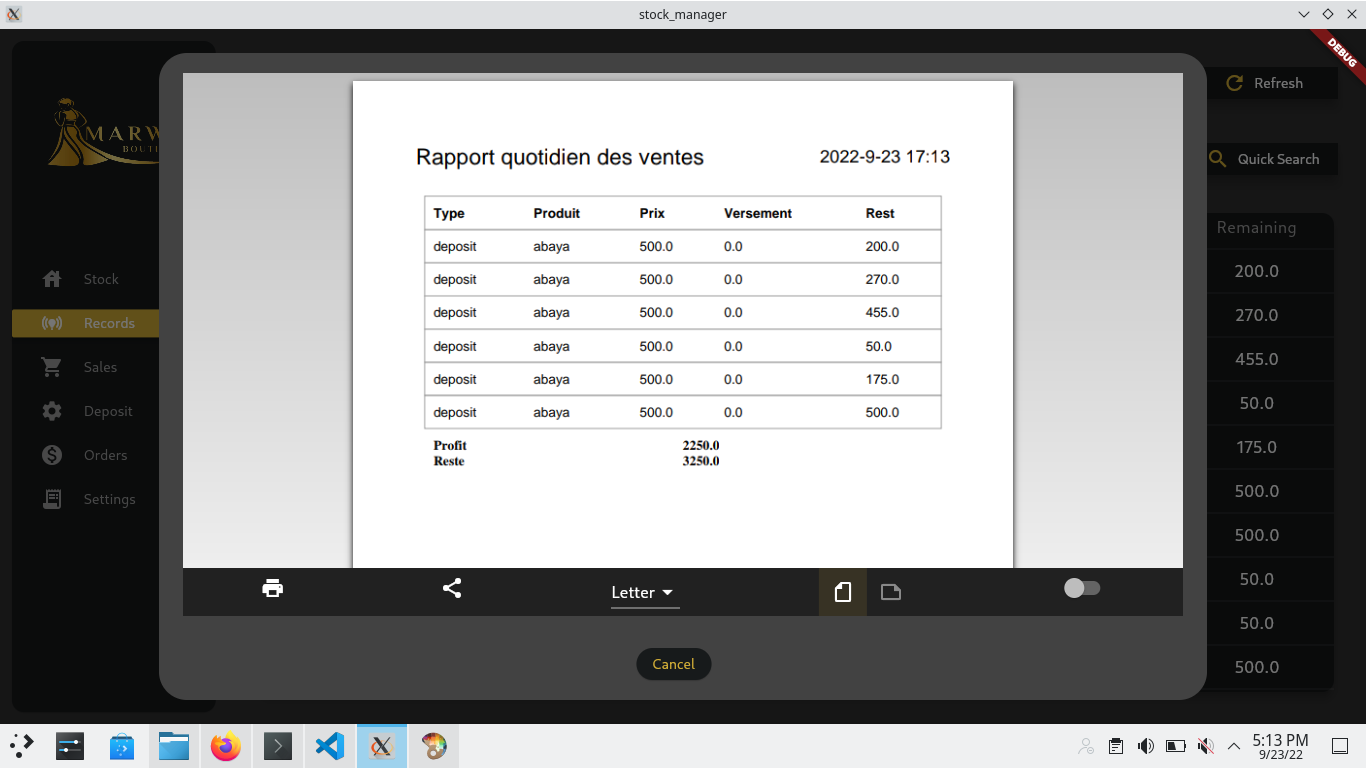 stock_manager
DEBUG
MARW
BOUTI
Refresh
Quick Search
Stock
Records
Sales
Deposit
Orders
Settings
Rapport quotidien des ventes 2022-9-23 17:13
Type Produit Prix Versement Rest
deposit abaya 500.0 0.0 200.0
deposit abaya 500.0 0.0 270.0
deposit abaya 500.0 0.0 455.0
deposit abaya 500.0 0.0 50.0
deposit abaya 500.0 0.0 175.0
deposit abaya 500.0 0.0 500.0
Profit 2250.0
Reste 3250.0
Letter
Cancel
Remaining
200.0
270.0
455.0
50.0
175.0
500.0
500.0
50.0
50.0
500.0
5:13 PM
9/23/22